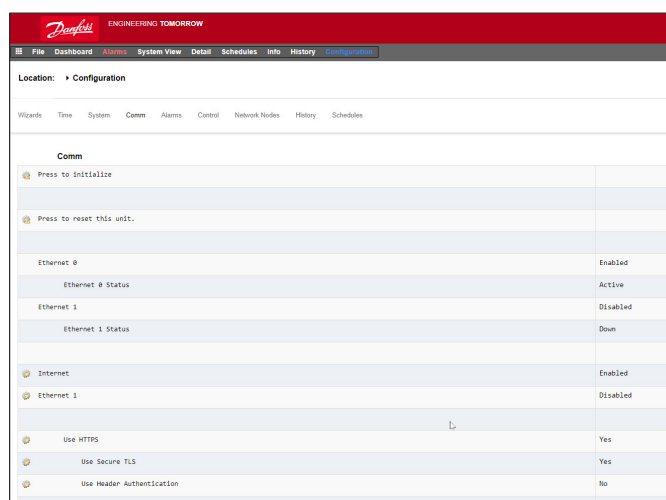 Danfoss ENGINEERING TOMORROW
File Dashboard Alarms System View Detail Schedules Info History Configuration
Location: Configuration
Wizards Time System Comm Alarms Control Network Nodes History Schedules
Comm
Press to initialize
Press to reset this unit.
Ethernet 0 Enabled
Ethernet 0 Status Active
Ethernet 1 Disabled
Ethernet 1 Status Down
Internet Enabled
Ethernet 1 Disabled
Use HTTPS Yes
Use Secure TLS Yes
Use Header Authentication No